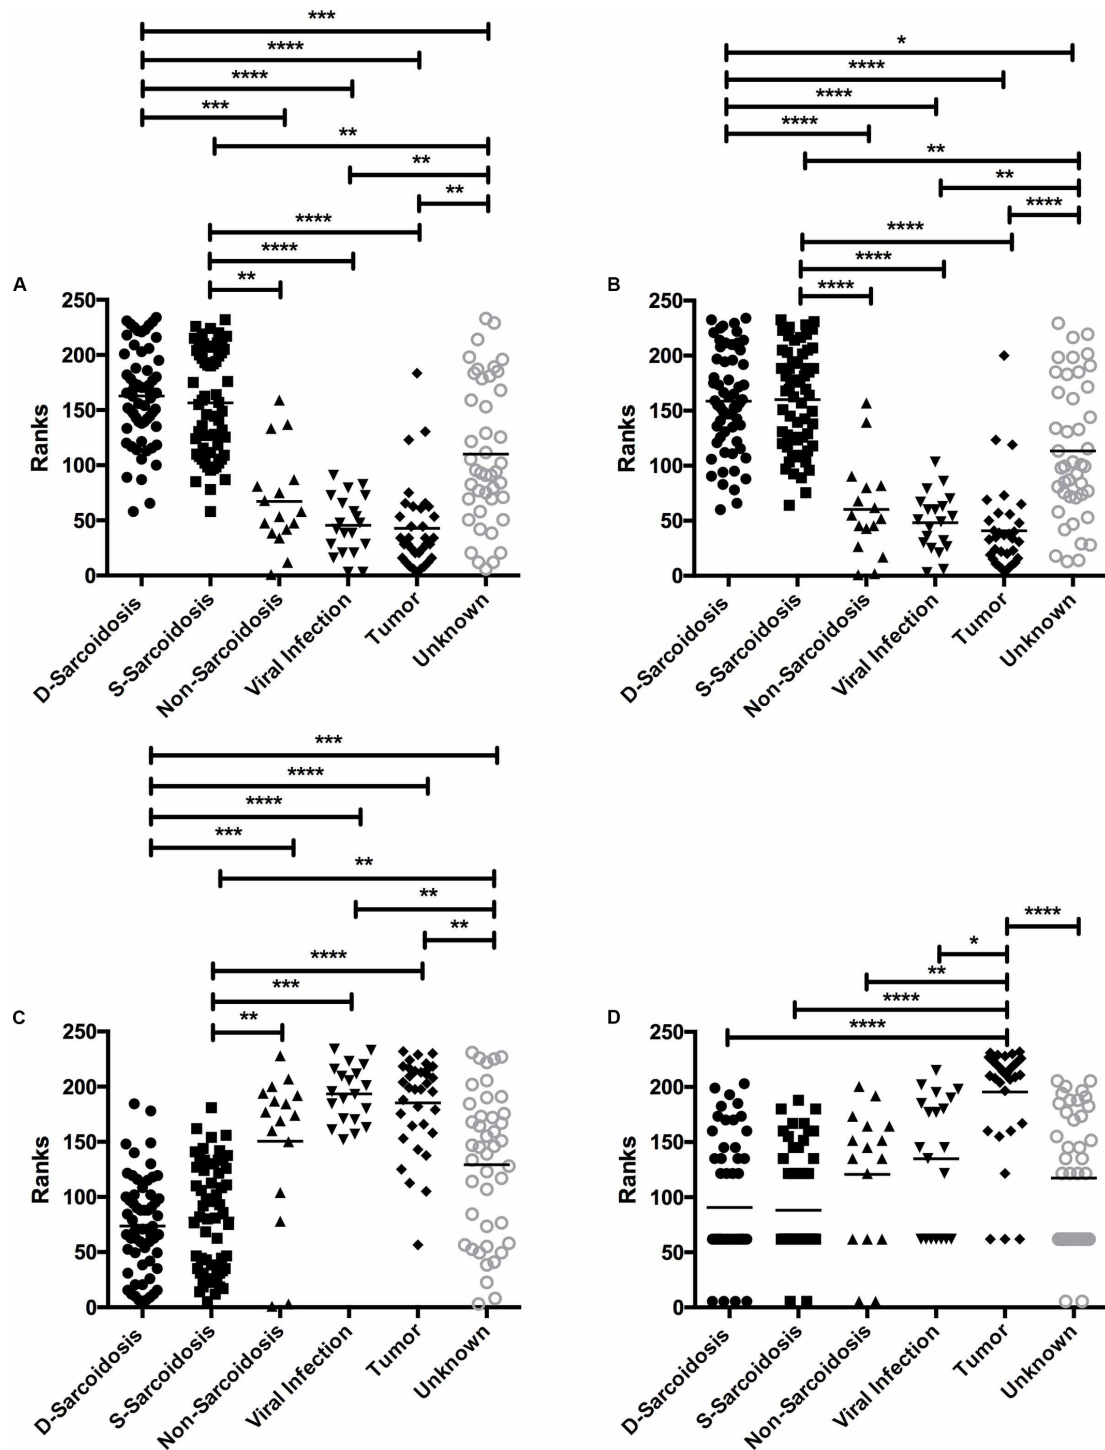 ***
****
****
***
**
**
**
****
****
**
A
250
200
150
100
50
0
Ranks
D-Sarcoidosis
S-Sarcoidosis
Non-Sarcoidosis
Viral Infection
Tumor
Unknown
*
****
****
****
**
**
****
****
****
****
B
250
200
150
100
50
0
Ranks
D-Sarcoidosis
S-Sarcoidosis
Non-Sarcoidosis
Viral Infection
Tumor
Unknown
***
****
****
***
**
**
**
****
***
**
C
250
200
150
100
50
0
Ranks
D-Sarcoidosis
S-Sarcoidosis
Non-Sarcoidosis
Viral Infection
Tumor
Unknown
****
*
**
****
****
D
250
200
150
100
50
0
Ranks
D-Sarcoidosis
S-Sarcoidosis
Non-Sarcoidosis
Viral Infection
Tumor
Unknown